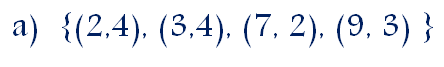 a) {(2,4), (3,4), (7, 2), (9, 3) }